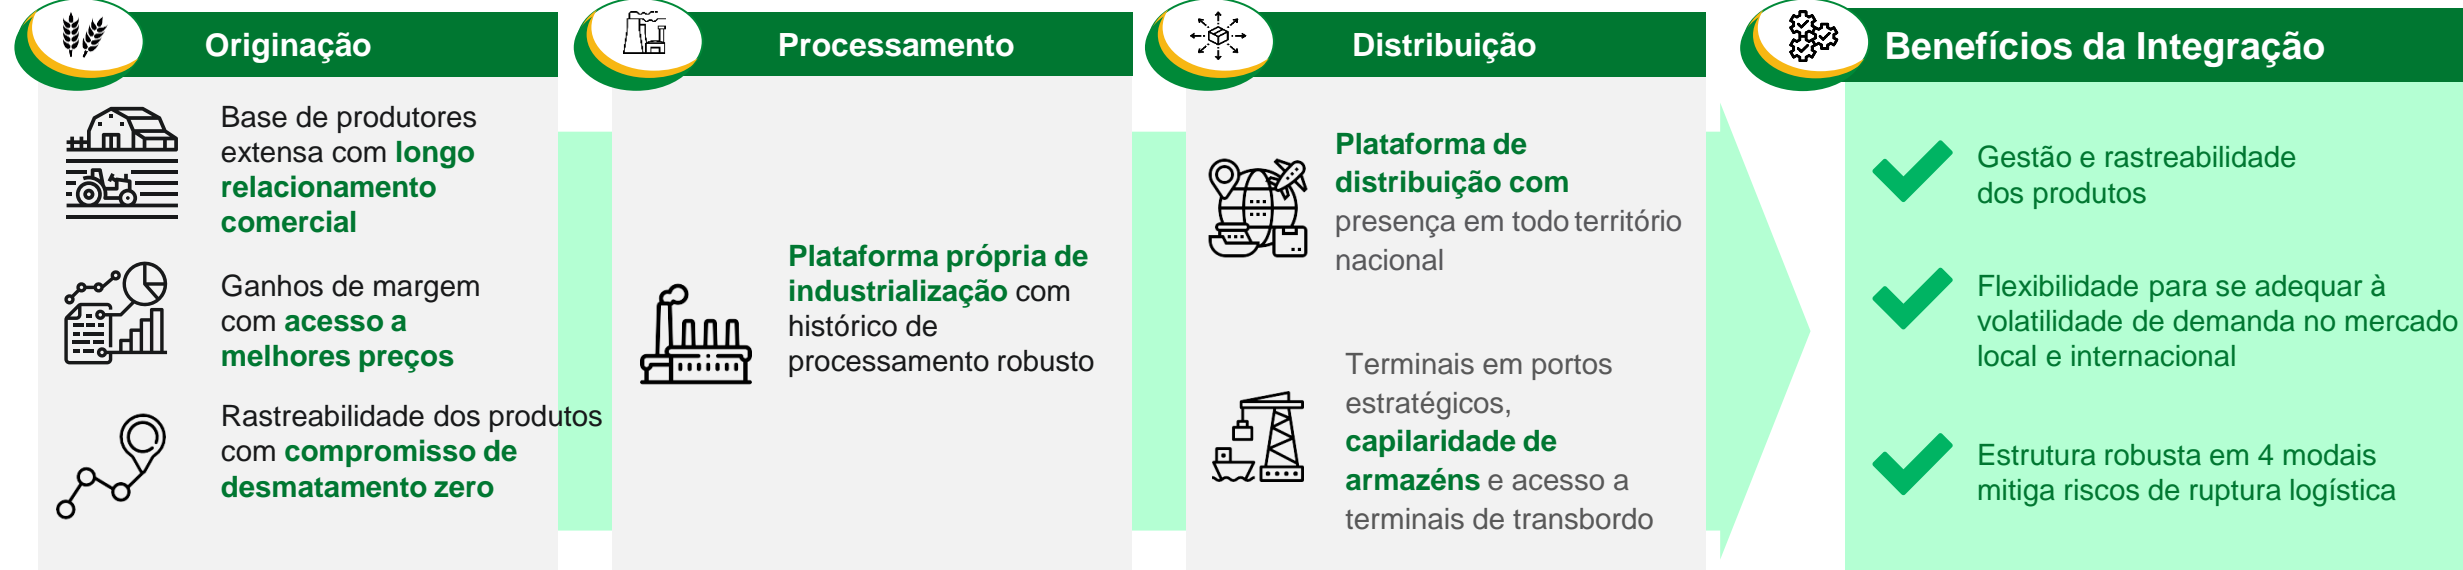 Originação
Base de produtores
extensa com longo
relacionamento
comercial
Ganhos de margem
com acesso a
melhores preços
Rastreabilidade dos produtos
com compromisso de
desmatamento zero
Processamento
Plataforma própria de
industrialização com
histórico de
processamento robusto
Distribuição
Plataforma de
distribuição com
presença em todo território
nacional
Terminais em portos
estratégicos,
capilaridade de
armazéns e acesso a
terminais de transbordo
Benefícios da Integração
Gestão e rastreabilidade
dos produtos
Flexibilidade para se adequar à
volatilidade de demanda no mercado
local e internacional
Estrutura robusta em 4 modais
mitiga riscos de ruptura logística